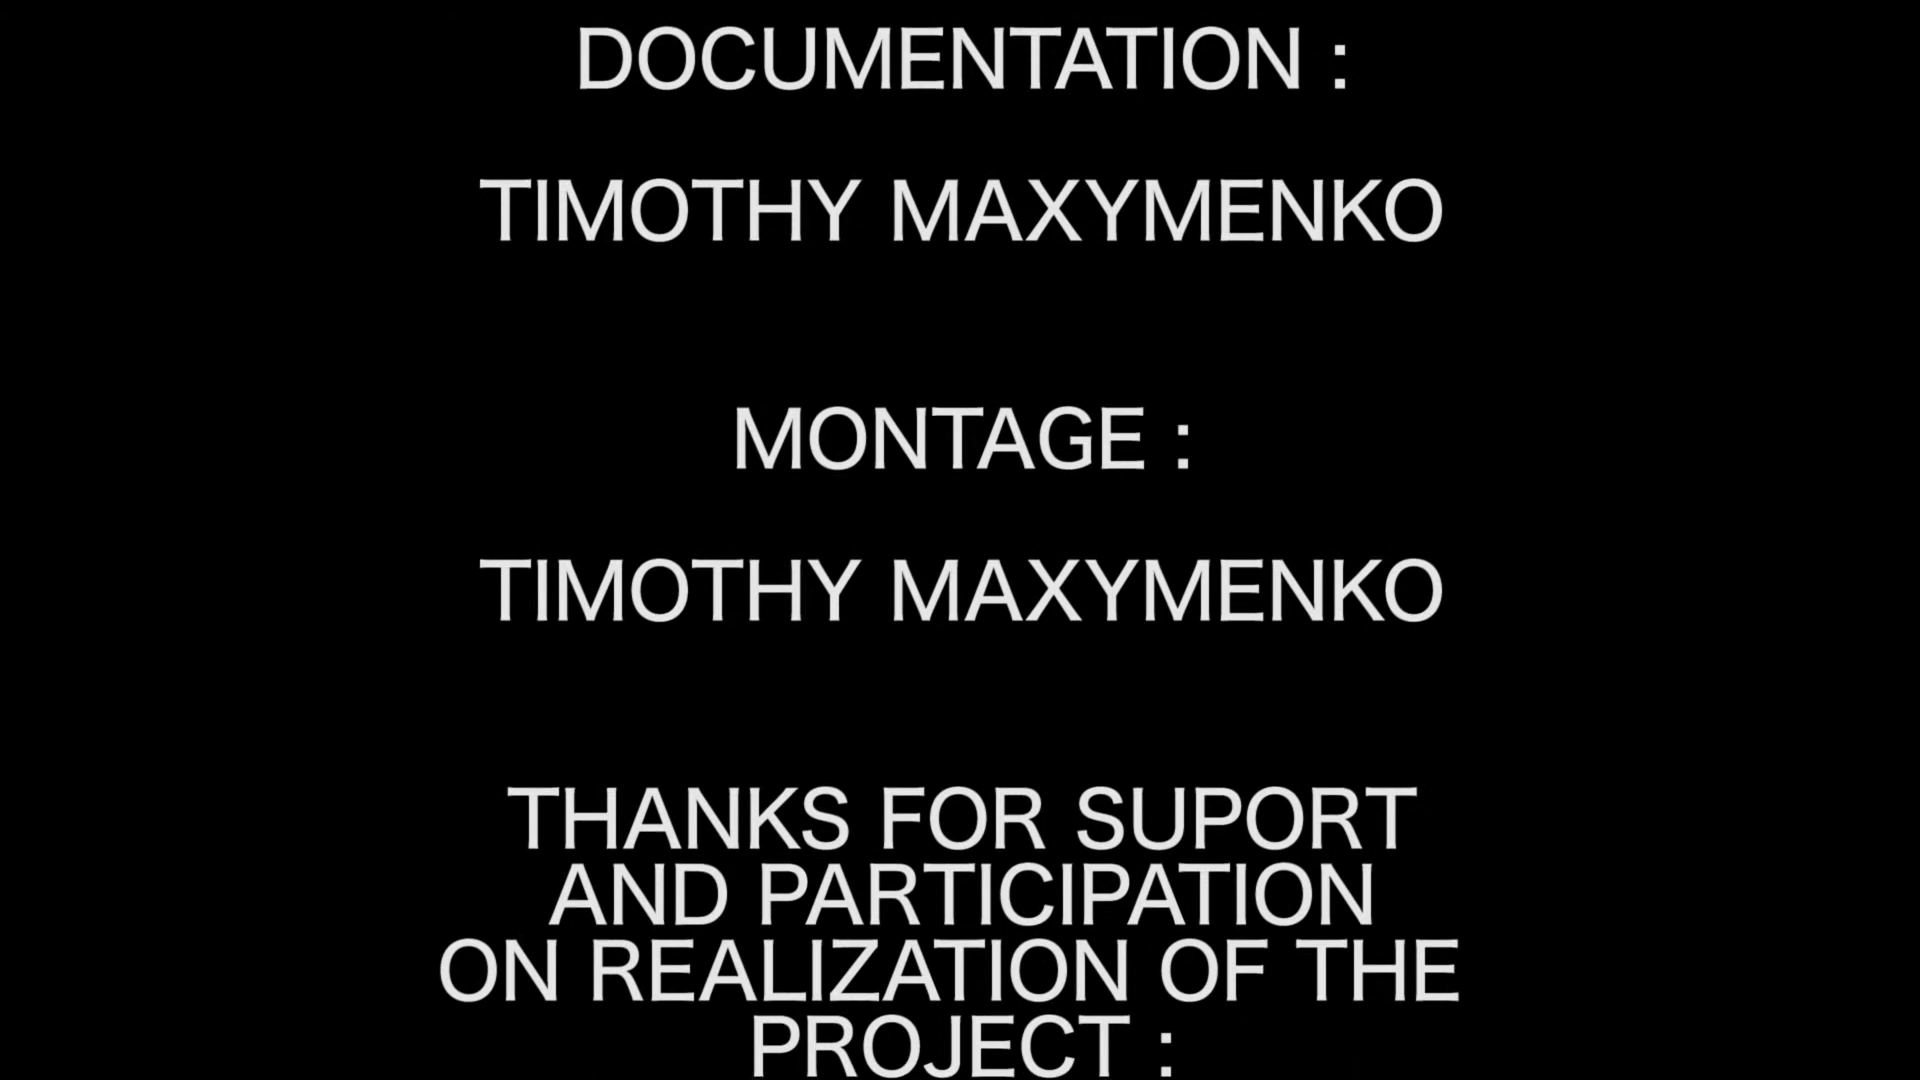 DOCUMENTATION :
TIMOTHY MAXYMENKO
MONTAGE :
TIMOTHY MAXYMENKO
THANKS FOR SUPORT
AND PARTICIPATION
ON REALIZATION OF THE
PROJECT :